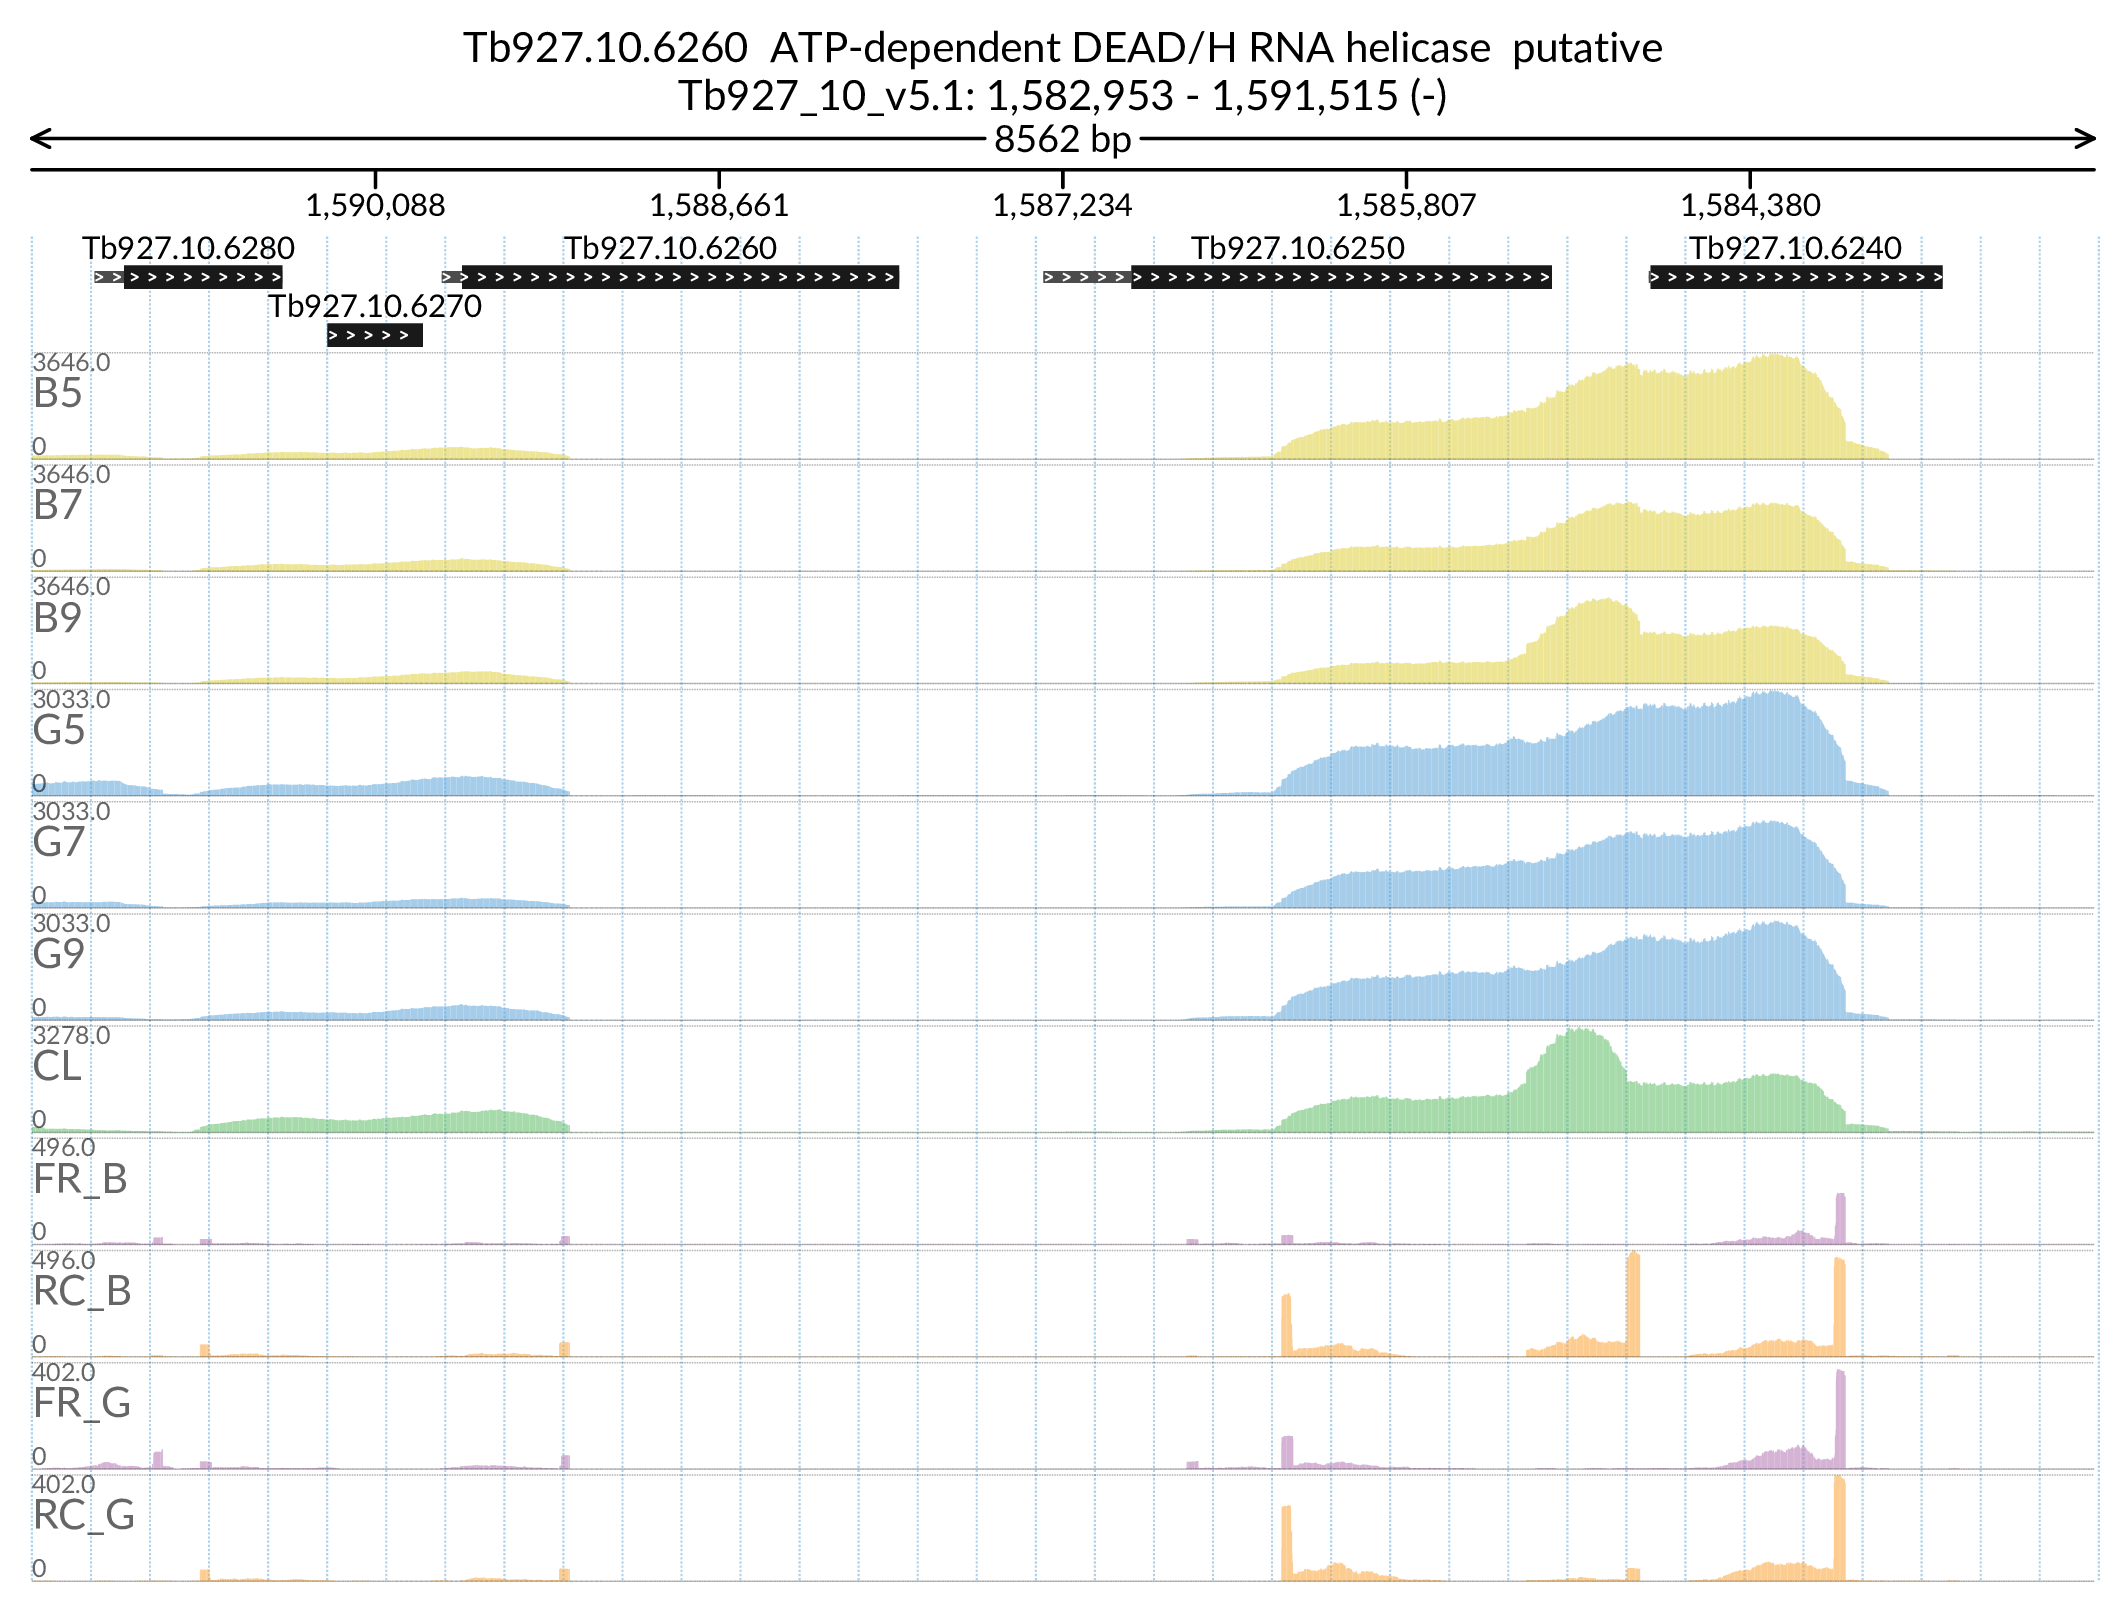 Tb927.10.6260  ATP-dependent DEAD/H RNA helicase  putative
Tb927_10_v5.1: 1,582,953 - 1,591,515 (-)
8562 bp
1,590,088 1,588,661 1,587,234 1,585,807 1,584,380
Tb927.10.6280 Tb927.10.6260 Tb927.10.6250 Tb927.10.6240
Tb927.10.6270
3646.0
B5
0
3646.0
B7
0
3646.0
B9
0
3033.0
G5
0
3033.0
G7
0
3033.0
G9
0
3278.0
CL
0
496.0
FR_B
0
496.0
RC_B
0
402.0
FR_G
0
402.0
RC_G
0